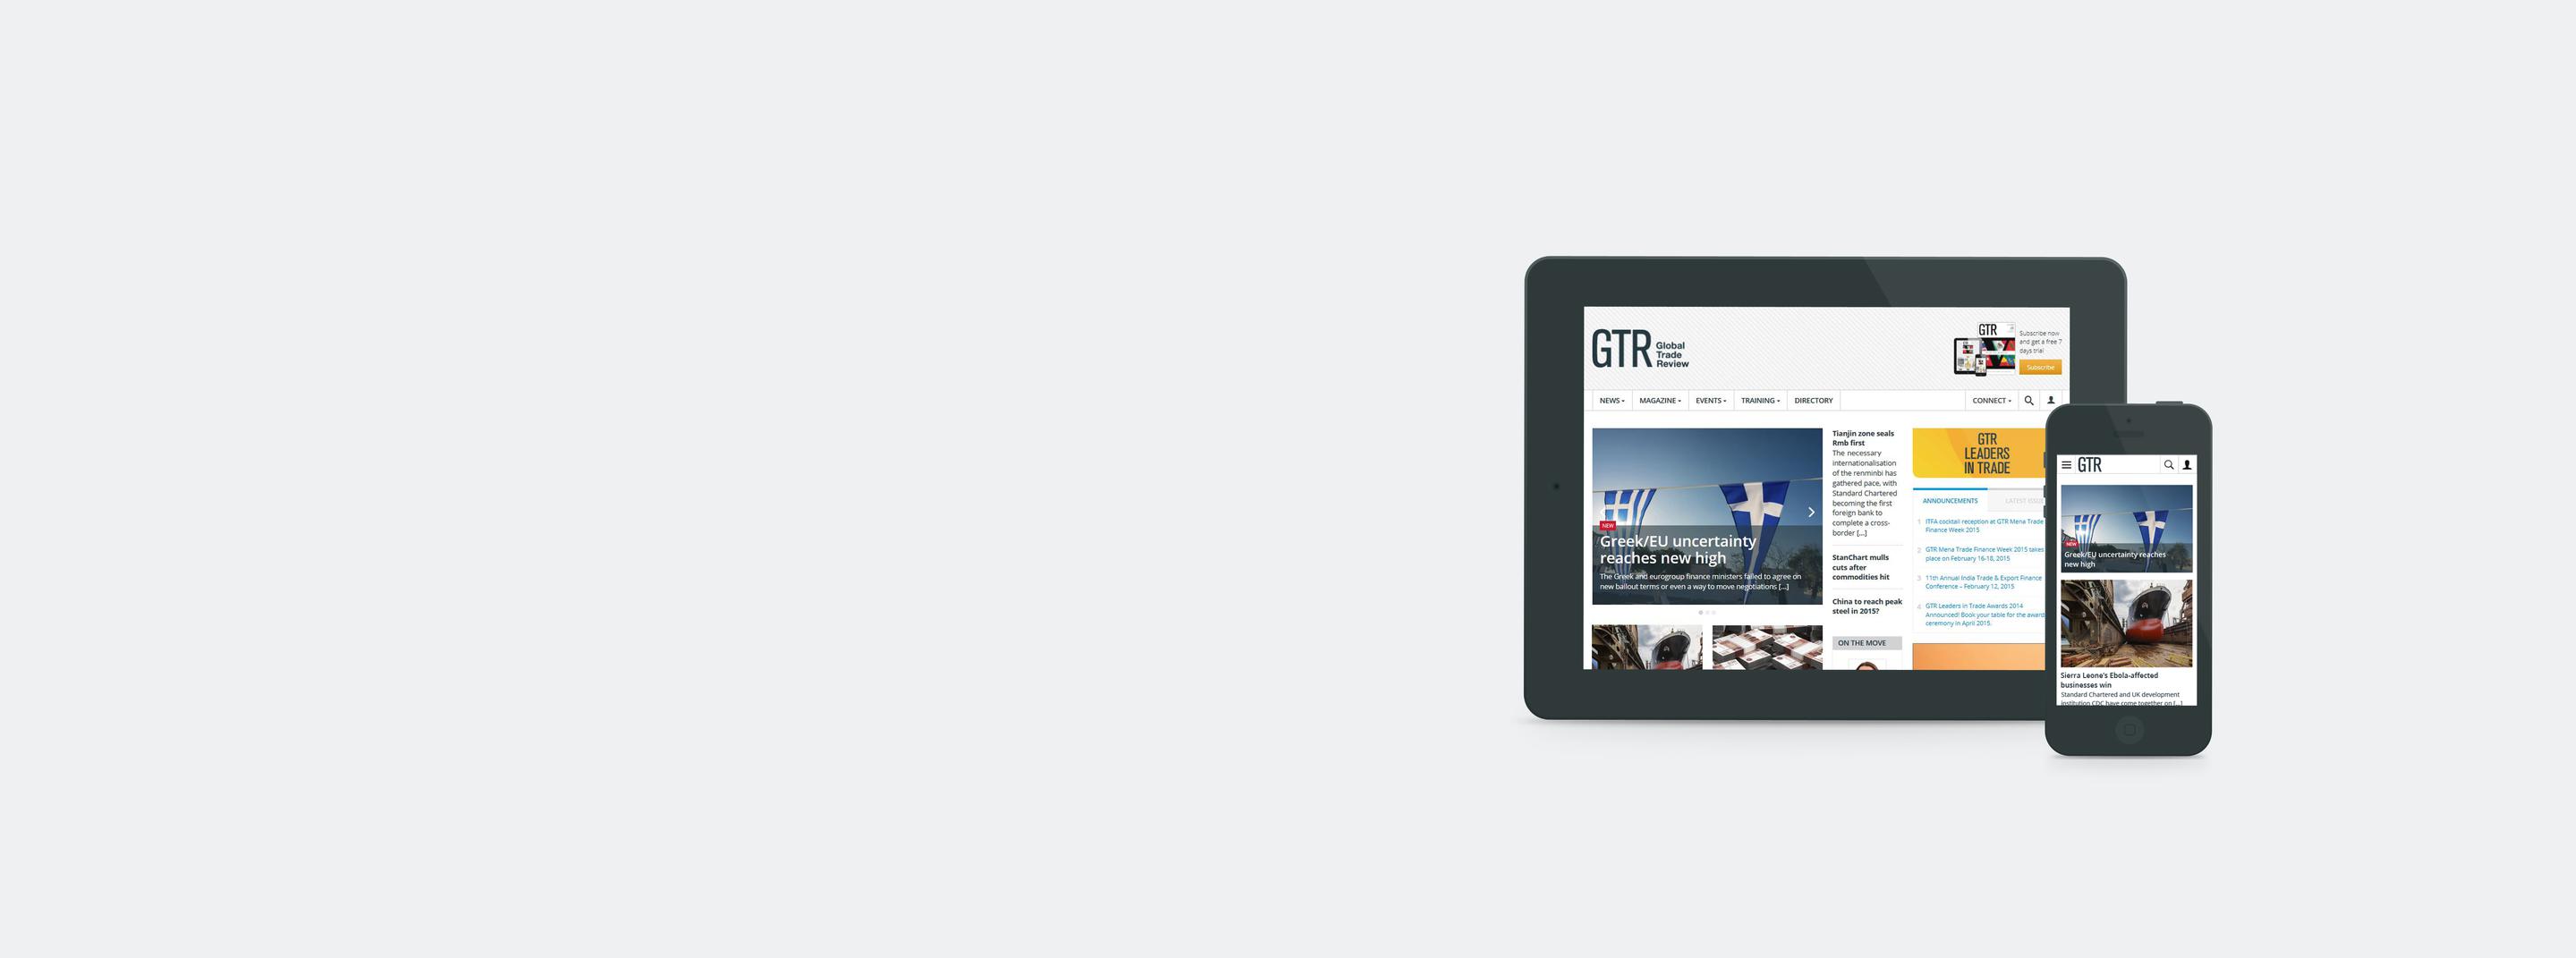 GTR Global
Trade
Review
GTR
Subscribe now
and get a free 7
days trial
Subscribe
NEWS
MAGAZINE
EVENTS
TRAINING
DIRECTORY
CONNECT
NEW
Greek/EU uncertainty
reaches new high
The Greek and eurogroup finance ministers failed to agree on
new bailout terms or even a way to move negotiations [...]
Tianjin zone seals
Rmb first
The necessary
internationalisation
of the renminbi has
gathered pace, with
Standard Chartered
becoming the first
foreign bank to
complete a cross-
border [...]
StanChart mulls
cuts after
commodities hit
China to reach peak
steel in 2015?
ON THE MOVE
GTR
LEADERS
IN TRADE
ANNOUNCEMENTS
LATEST ISSUE
1 ITFA cocktail reception at GTR Mena Trade
Finance Week 2015
2 GTR Mena Trade Finance Week 2015 takes
place on February 16-18, 2015
3 11th Annual India Trade & Export Finance
Conference – February 12, 2015
4 GTR Leaders in Trade Awards 2014
Announced! Book your table for the award
ceremony in April 2015.
GTR
NEW
Greek/EU uncertainty reaches
new high
Sierra Leone's Ebola-affected
businesses win
Standard Chartered and UK development
institution CDC have come together on [...]